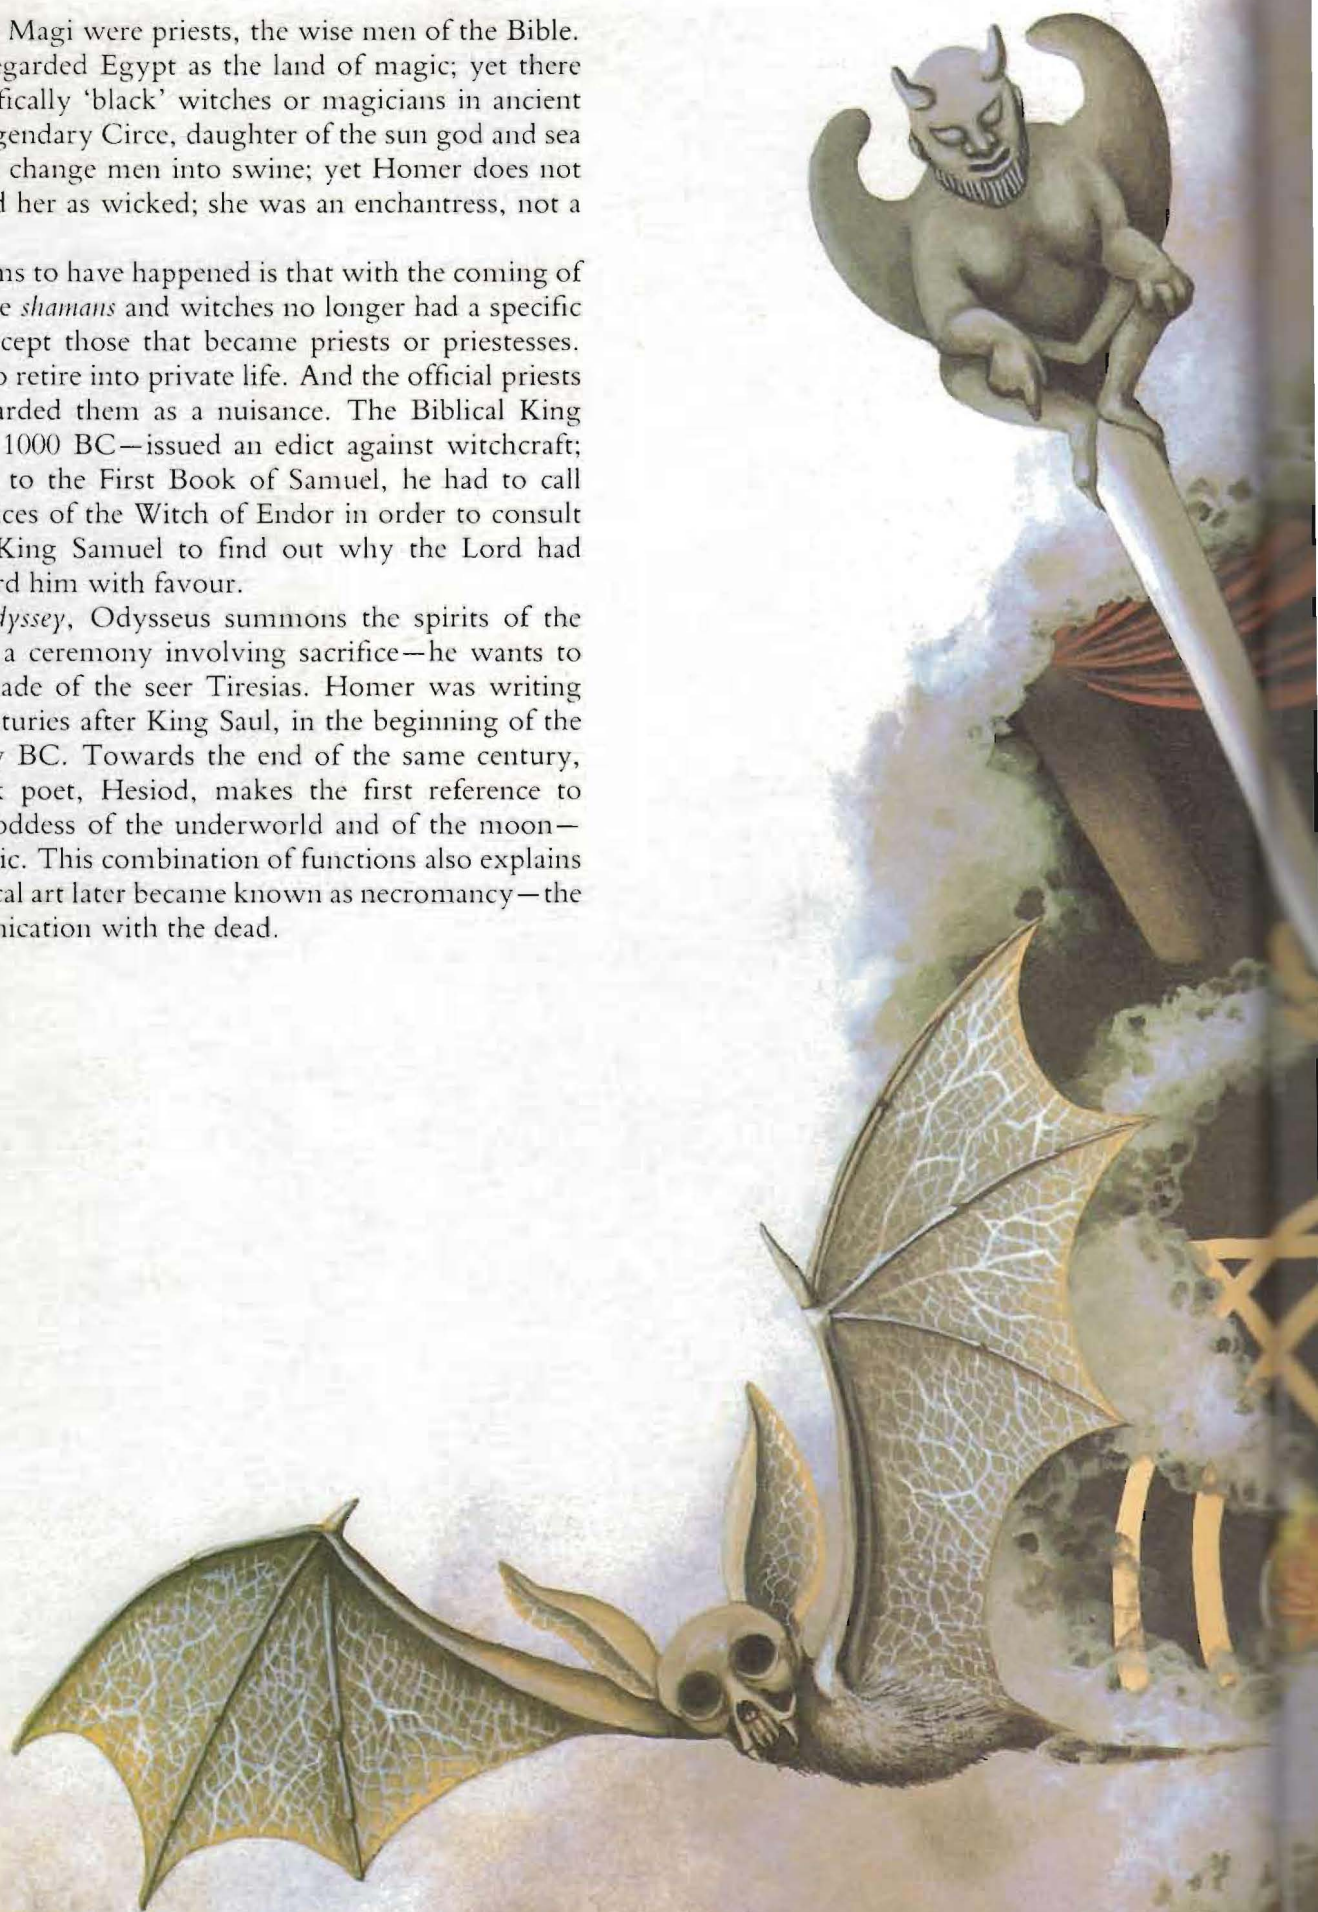 Magi were priests, the wise men of the Bible.
egarded Egypt as the land of magic; yet there
fically ‘black’ witches or magicians in ancient
gendary Circe, daughter of the sun god and sea
change men into swine; yet Homer does not
d her as wicked; she was an enchantress, not a
ns to have happened is that with the coming of
e shamans and witches no longer had a specific
cept those that became priests or priestesses.
o retire into private life. And the official priests
arded them as a nuisance. The Biblical King
1000 BC—issued an edict against witchcraft;
to the First Book of Samuel, he had to call
ces of the Witch of Endor in order to consult
King Samuel to find out why the Lord had
rd him with favour.
dyssey, Odysseus summons the spirits of the
a ceremony involving sacrifice—he wants to
ade of the seer Tiresias. Homer was writing
turies after King Saul, in the beginning of the
y BC. Towards the end of the same century,
k poet, Hesiod, makes the first reference to
oddess of the underworld and of the moon—
ic. This combination of functions also explains
cal art later became known as necromancy—the
nication with the dead.